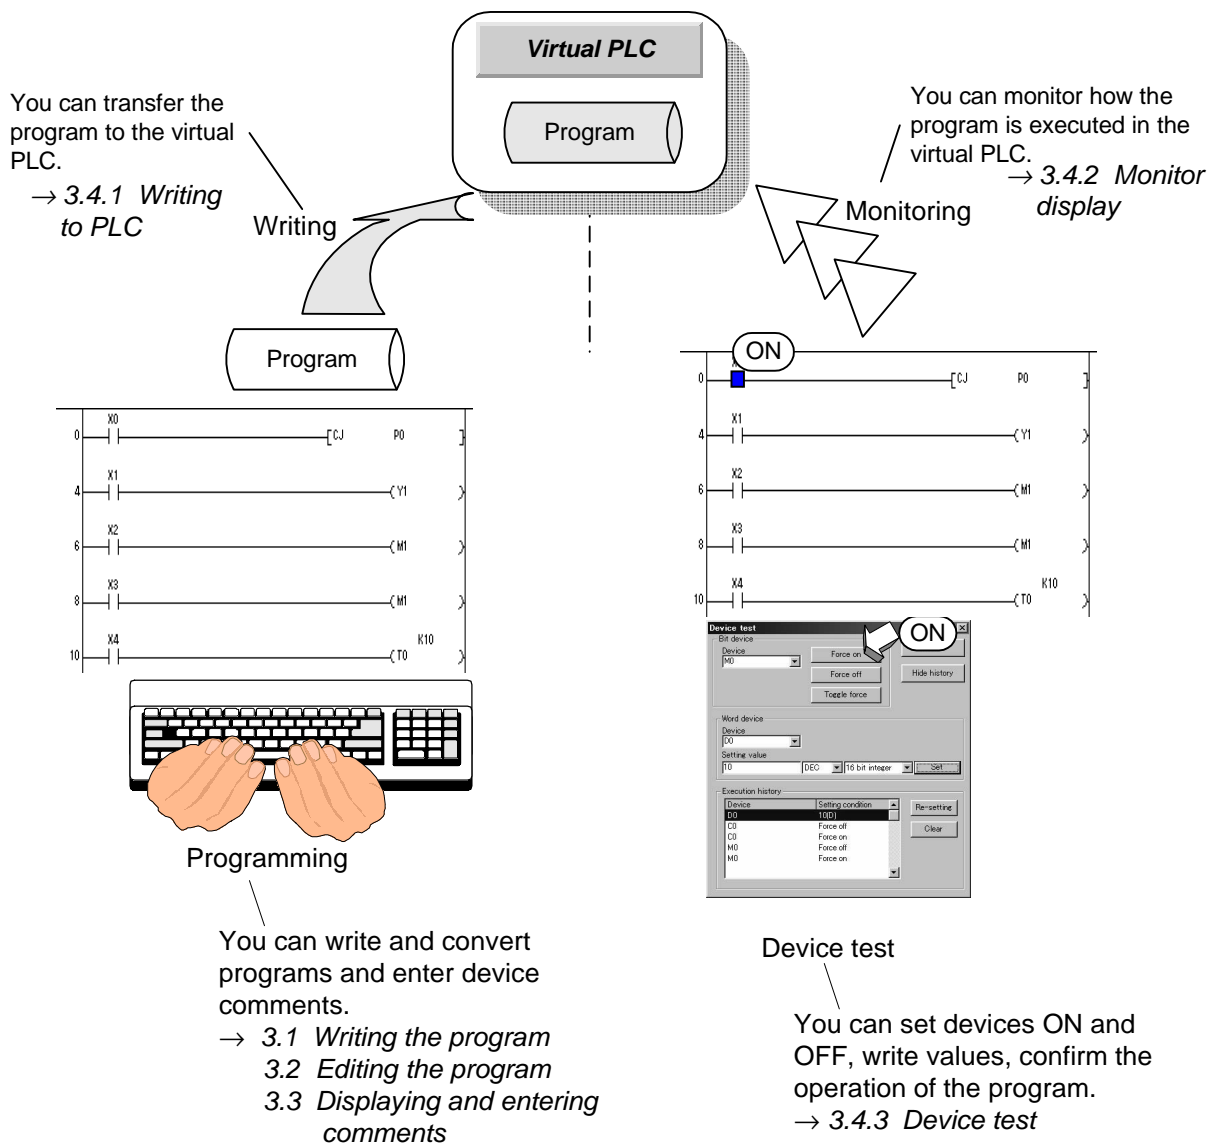 Virtual PLC
Program
You can transfer the
program to the virtual
PLC.
→ 3.4.1 Writing
to PLC
Writing
You can monitor how the
program is executed in the
virtual PLC.
→ 3.4.2 Monitor
display
Monitoring
Program
X0
0 [CJ P0 ]
X1
4 ( Y1 )
X2
6 ( M1 )
X3
8 ( M1 )
X4 K10
10 ( T0 )
Programming
You can write and convert
programs and enter device
comments.
→ 3.1 Writing the program
3.2 Editing the program
3.3 Displaying and entering
comments
ON
0 [CJ P0 ]
X1
4 ( Y1 )
X2
6 ( M1 )
X3
8 ( M1 )
X4 K10
10 ( T0 )
Device test
ON
Bit device
Device
M0
Force on
Force off
Toggle force
Hide history
Word device
Device
D0
Setting value
10 DEC 16 bit integer Set
Execution history
Device Setting condition
D0 10(D)
C0 Force off
C0 Force on
M0 Force off
M0 Force on
Re-setting
Clear
Device test
You can set devices ON and
OFF, write values, confirm the
operation of the program.
→ 3.4.3 Device test